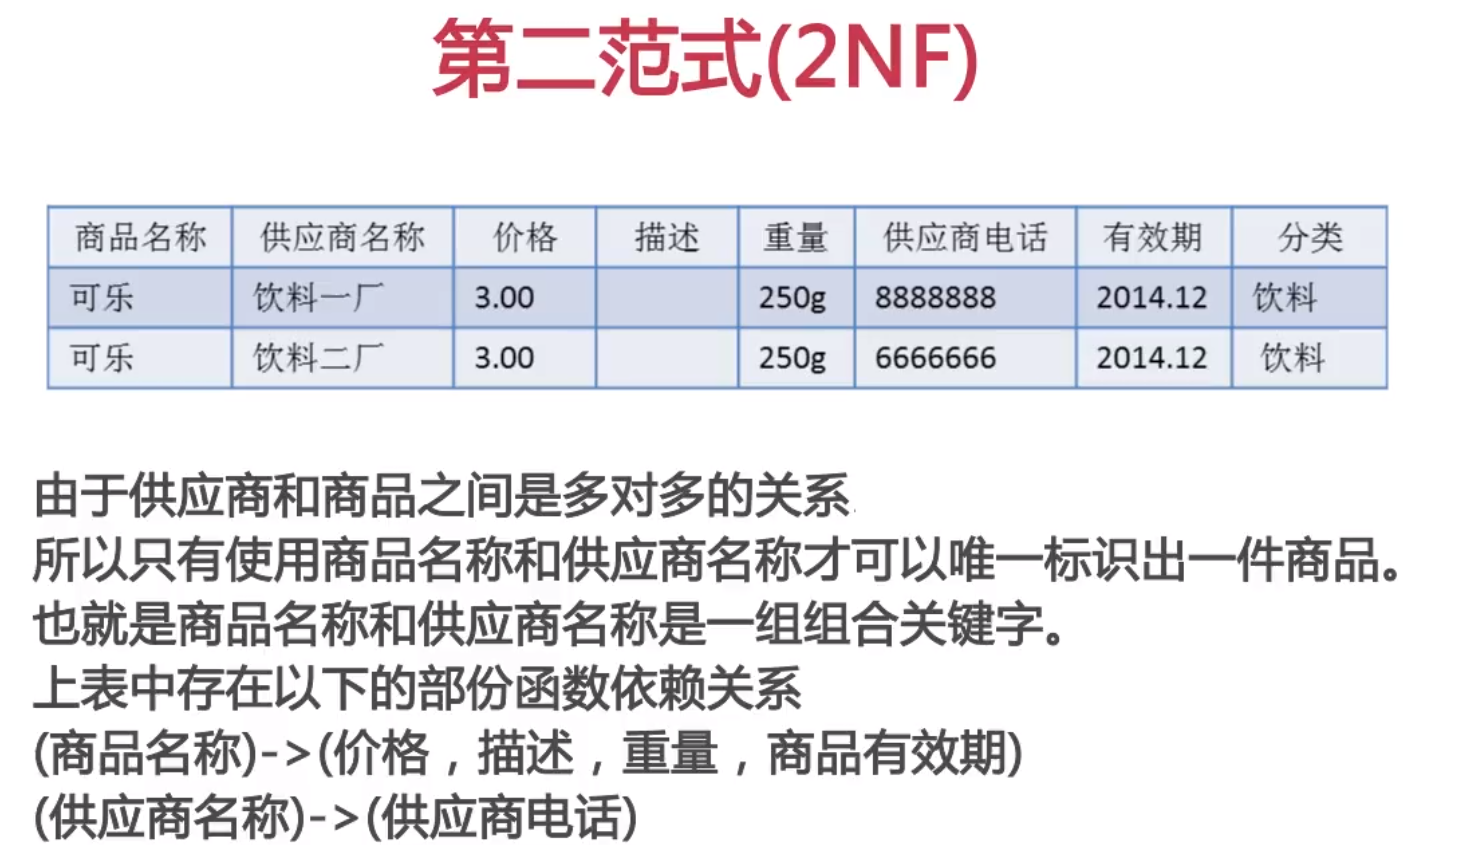 第二范式(2NF)
商品名称 供应商名称 价格 描述 重量 供应商电话 有效期 分类
可乐 饮料一厂 3.00 250g 8888888 2014.12 饮料
可乐 饮料二厂 3.00 250g 6666666 2014.12 饮料
由于供应商和商品之间是多对多的关系
所以只有使用商品名称和供应商名称才可以唯一标识出一件商品。
也就是商品名称和供应商名称是一组组合关键字。
上表中存在以下的部份函数依赖关系
(商品名称)->(价格，描述，重量，商品有效期)
(供应商名称)->(供应商电话)